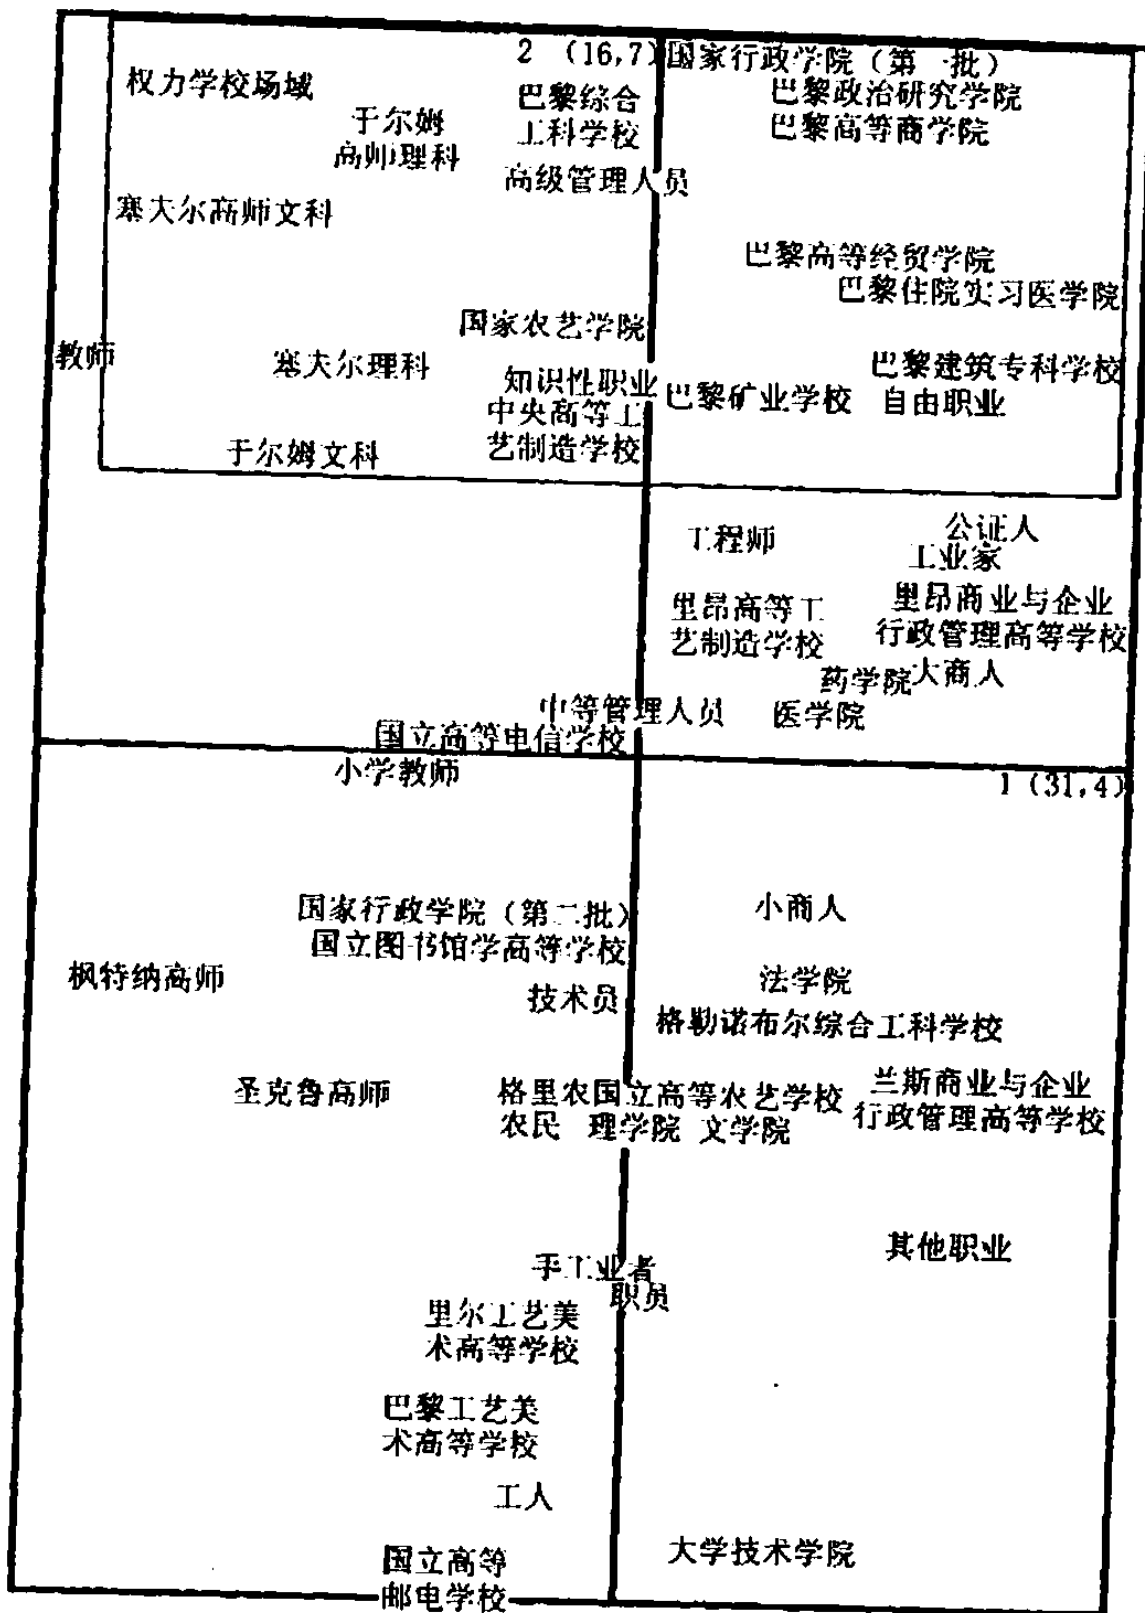 2 (16,7)
国家行政学院（第一批）
权力学校场域
巴黎综合
工科学校
巴黎政治研究学院
巴黎高等商学院
于尔姆
高师理科
高级管理人员
塞夫尔高师文科
巴黎高等经贸学院
巴黎住院实习医学院
国家农艺学院
教师
塞夫尔理科
知识性职业
巴黎建筑专科学校
巴黎矿业学校
自由职业
中央高等工
艺制造学校
于尔姆文科
工程师
公证人
工业家
里昂高等工
艺制造学校
里昂商业与企业
行政管理高等学校
药学院
大商人
中等管理人员
医学院
国立高等电信学校
小学教师
1 (31,4)
国家行政学院（第二批）
小商人
国立图书馆学高等学校
枫特纳高师
法学院
技术员
格勒诺布尔综合工科学校
圣克鲁高师
格里农国立高等农艺学校
兰斯商业与企业
行政管理高等学校
农民
理学院
文学院
其他职业
手工业者
职员
里尔工艺美
术高等学校
巴黎工艺美
术高等学校
工人
大学技术学院
国立高等
邮电学校